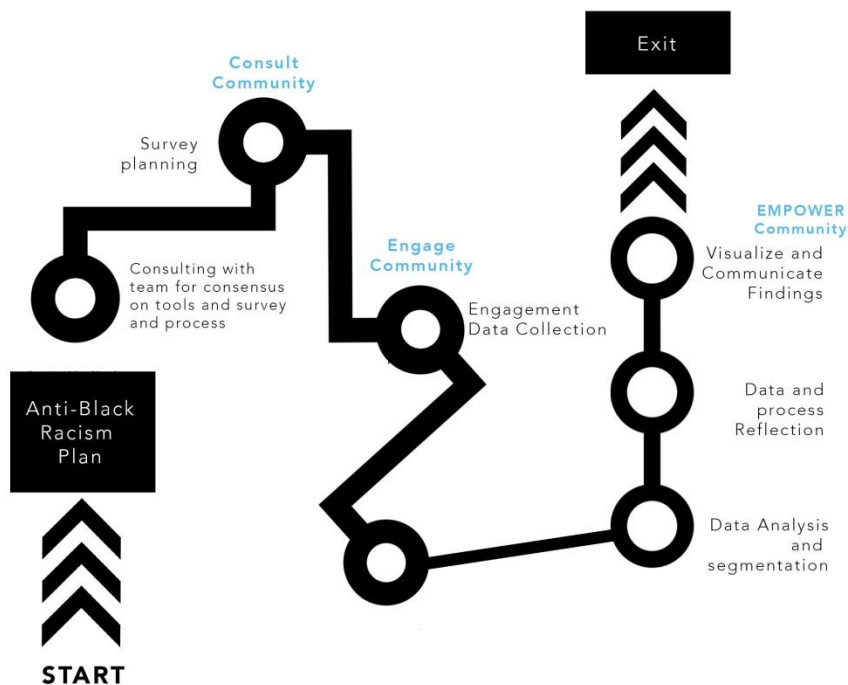 START
Anti-Black
Racism
Plan
Consulting with
team for consensus
on tools and survey
and process
Consult
Community
Survey
planning
Engage
Community
Engagement
Data Collection
Data Analysis
and
segmentation
Data and
process
Reflection
EMPOWER
Community
Visualize and
Communicate
Findings
Exit